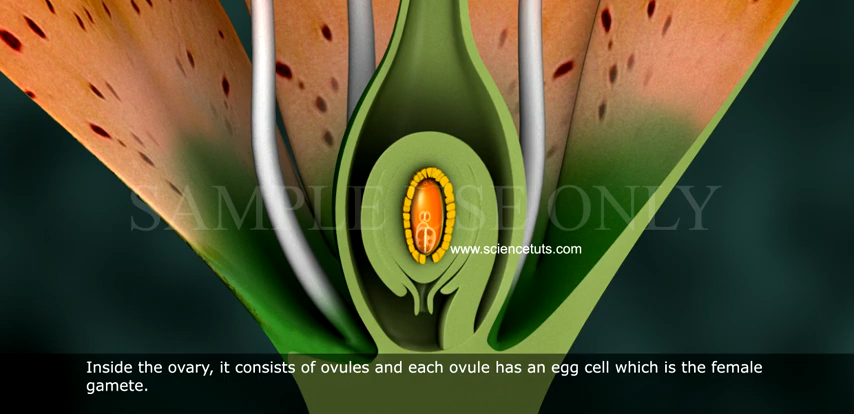 SAMPLE USE ONLY
www.sciencetuts.com
Inside the ovary, it consists of ovules and each ovule has an egg cell which is the female
gamete.